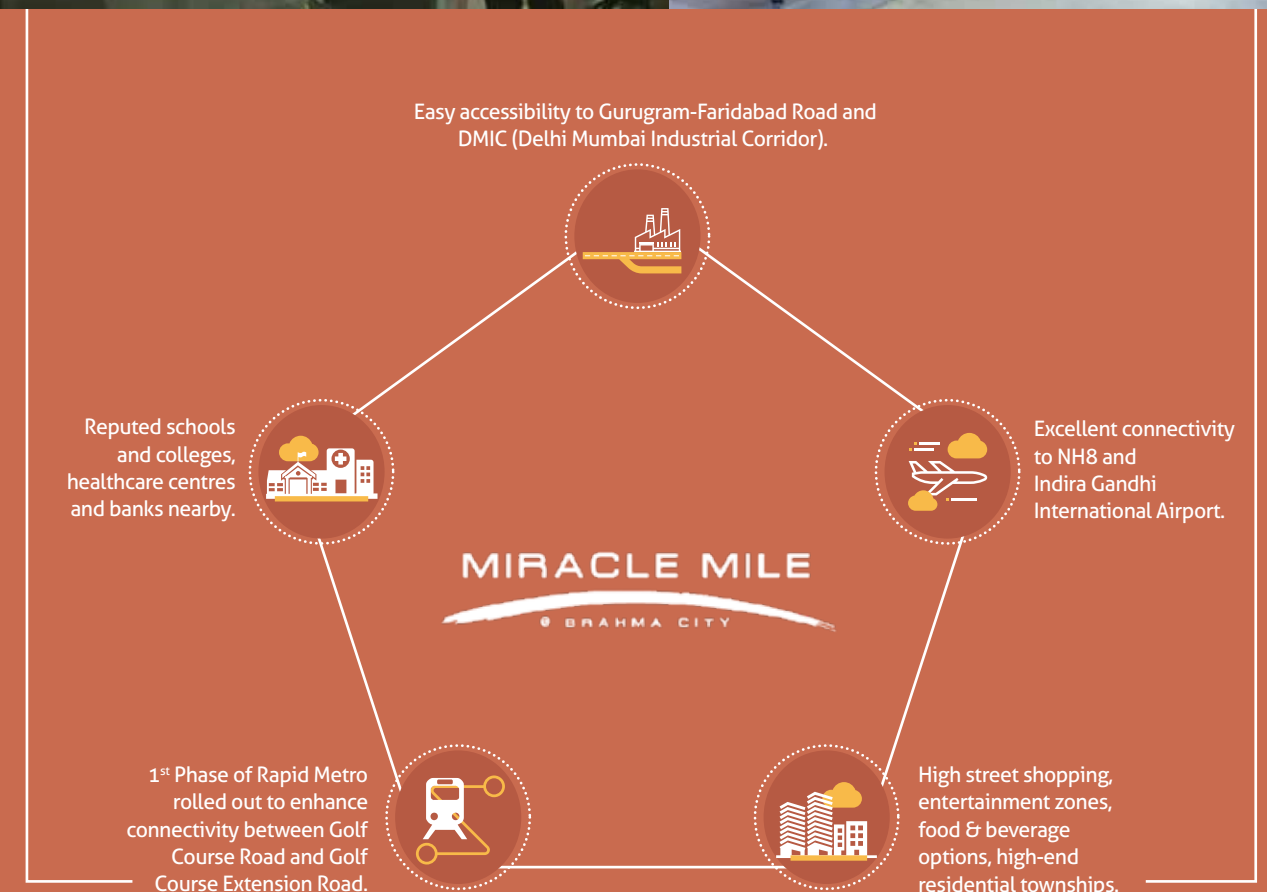 Easy accessibility to Gurugram-Faridabad Road and
DMIC (Delhi Mumbai Industrial Corridor).
Reputed schools
and colleges,
healthcare centres
and banks nearby.
Excellent connectivity
to NH8 and
Indira Gandhi
International Airport.
MIRACLE MILE
@ BRAHMA CITY
1st Phase of Rapid Metro
rolled out to enhance
connectivity between Golf
Course Road and Golf
Course Extension Road.
High street shopping,
entertainment zones,
food & beverage
options, high-end
residential townships.